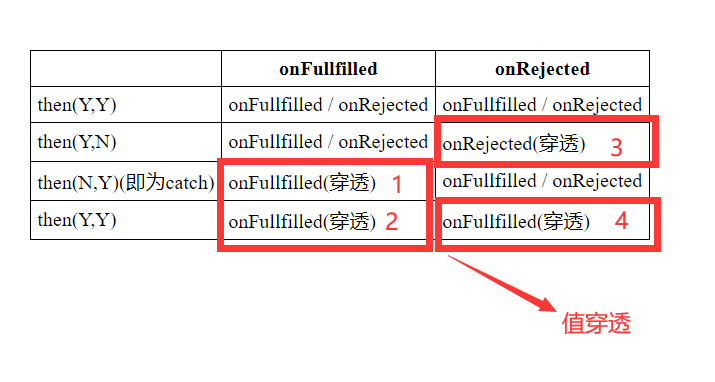 onFullfilled onRejected
then(Y,Y) onFullfilled / onRejected onFullfilled / onRejected
then(Y,N) onFullfilled / onRejected onRejected(穿透) 3
then(N,Y)(即为catch) onFullfilled(穿透) 1 onFullfilled / onRejected
then(Y,Y) onFullfilled(穿透) 2 onFullfilled(穿透) 4
值穿透